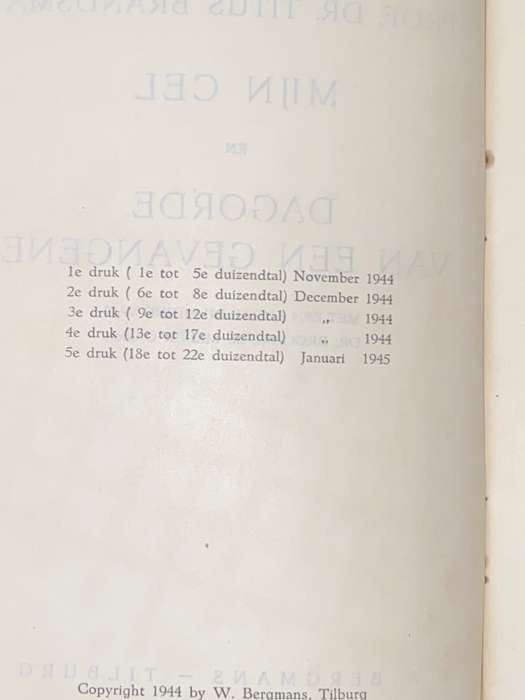 1e druk ( 1e tot 5e duizendtal) November 1944
2e druk ( 6e tot 8e duizendtal) December 1944
3e druk ( 9e tot 12e duizendtal) „ 1944
4e druk (13e tot 17e duizendtal) „ 1944
5e druk (18e tot 22e duizendtal) Januari 1945
Copyright 1944 by W. Bergmans, Tilburg